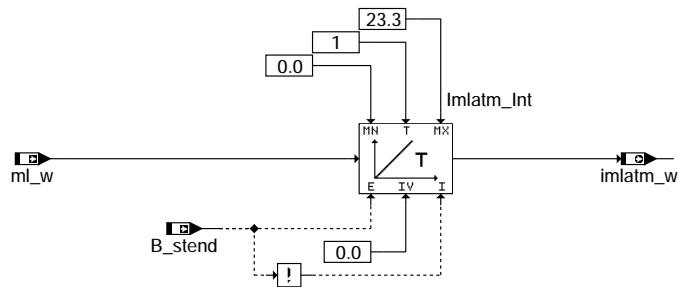 23.3
1
0.0
Imlatm_Int
MN T MX
T
ml_w
imlatm_w
E IV I
B_stend
0.0
!